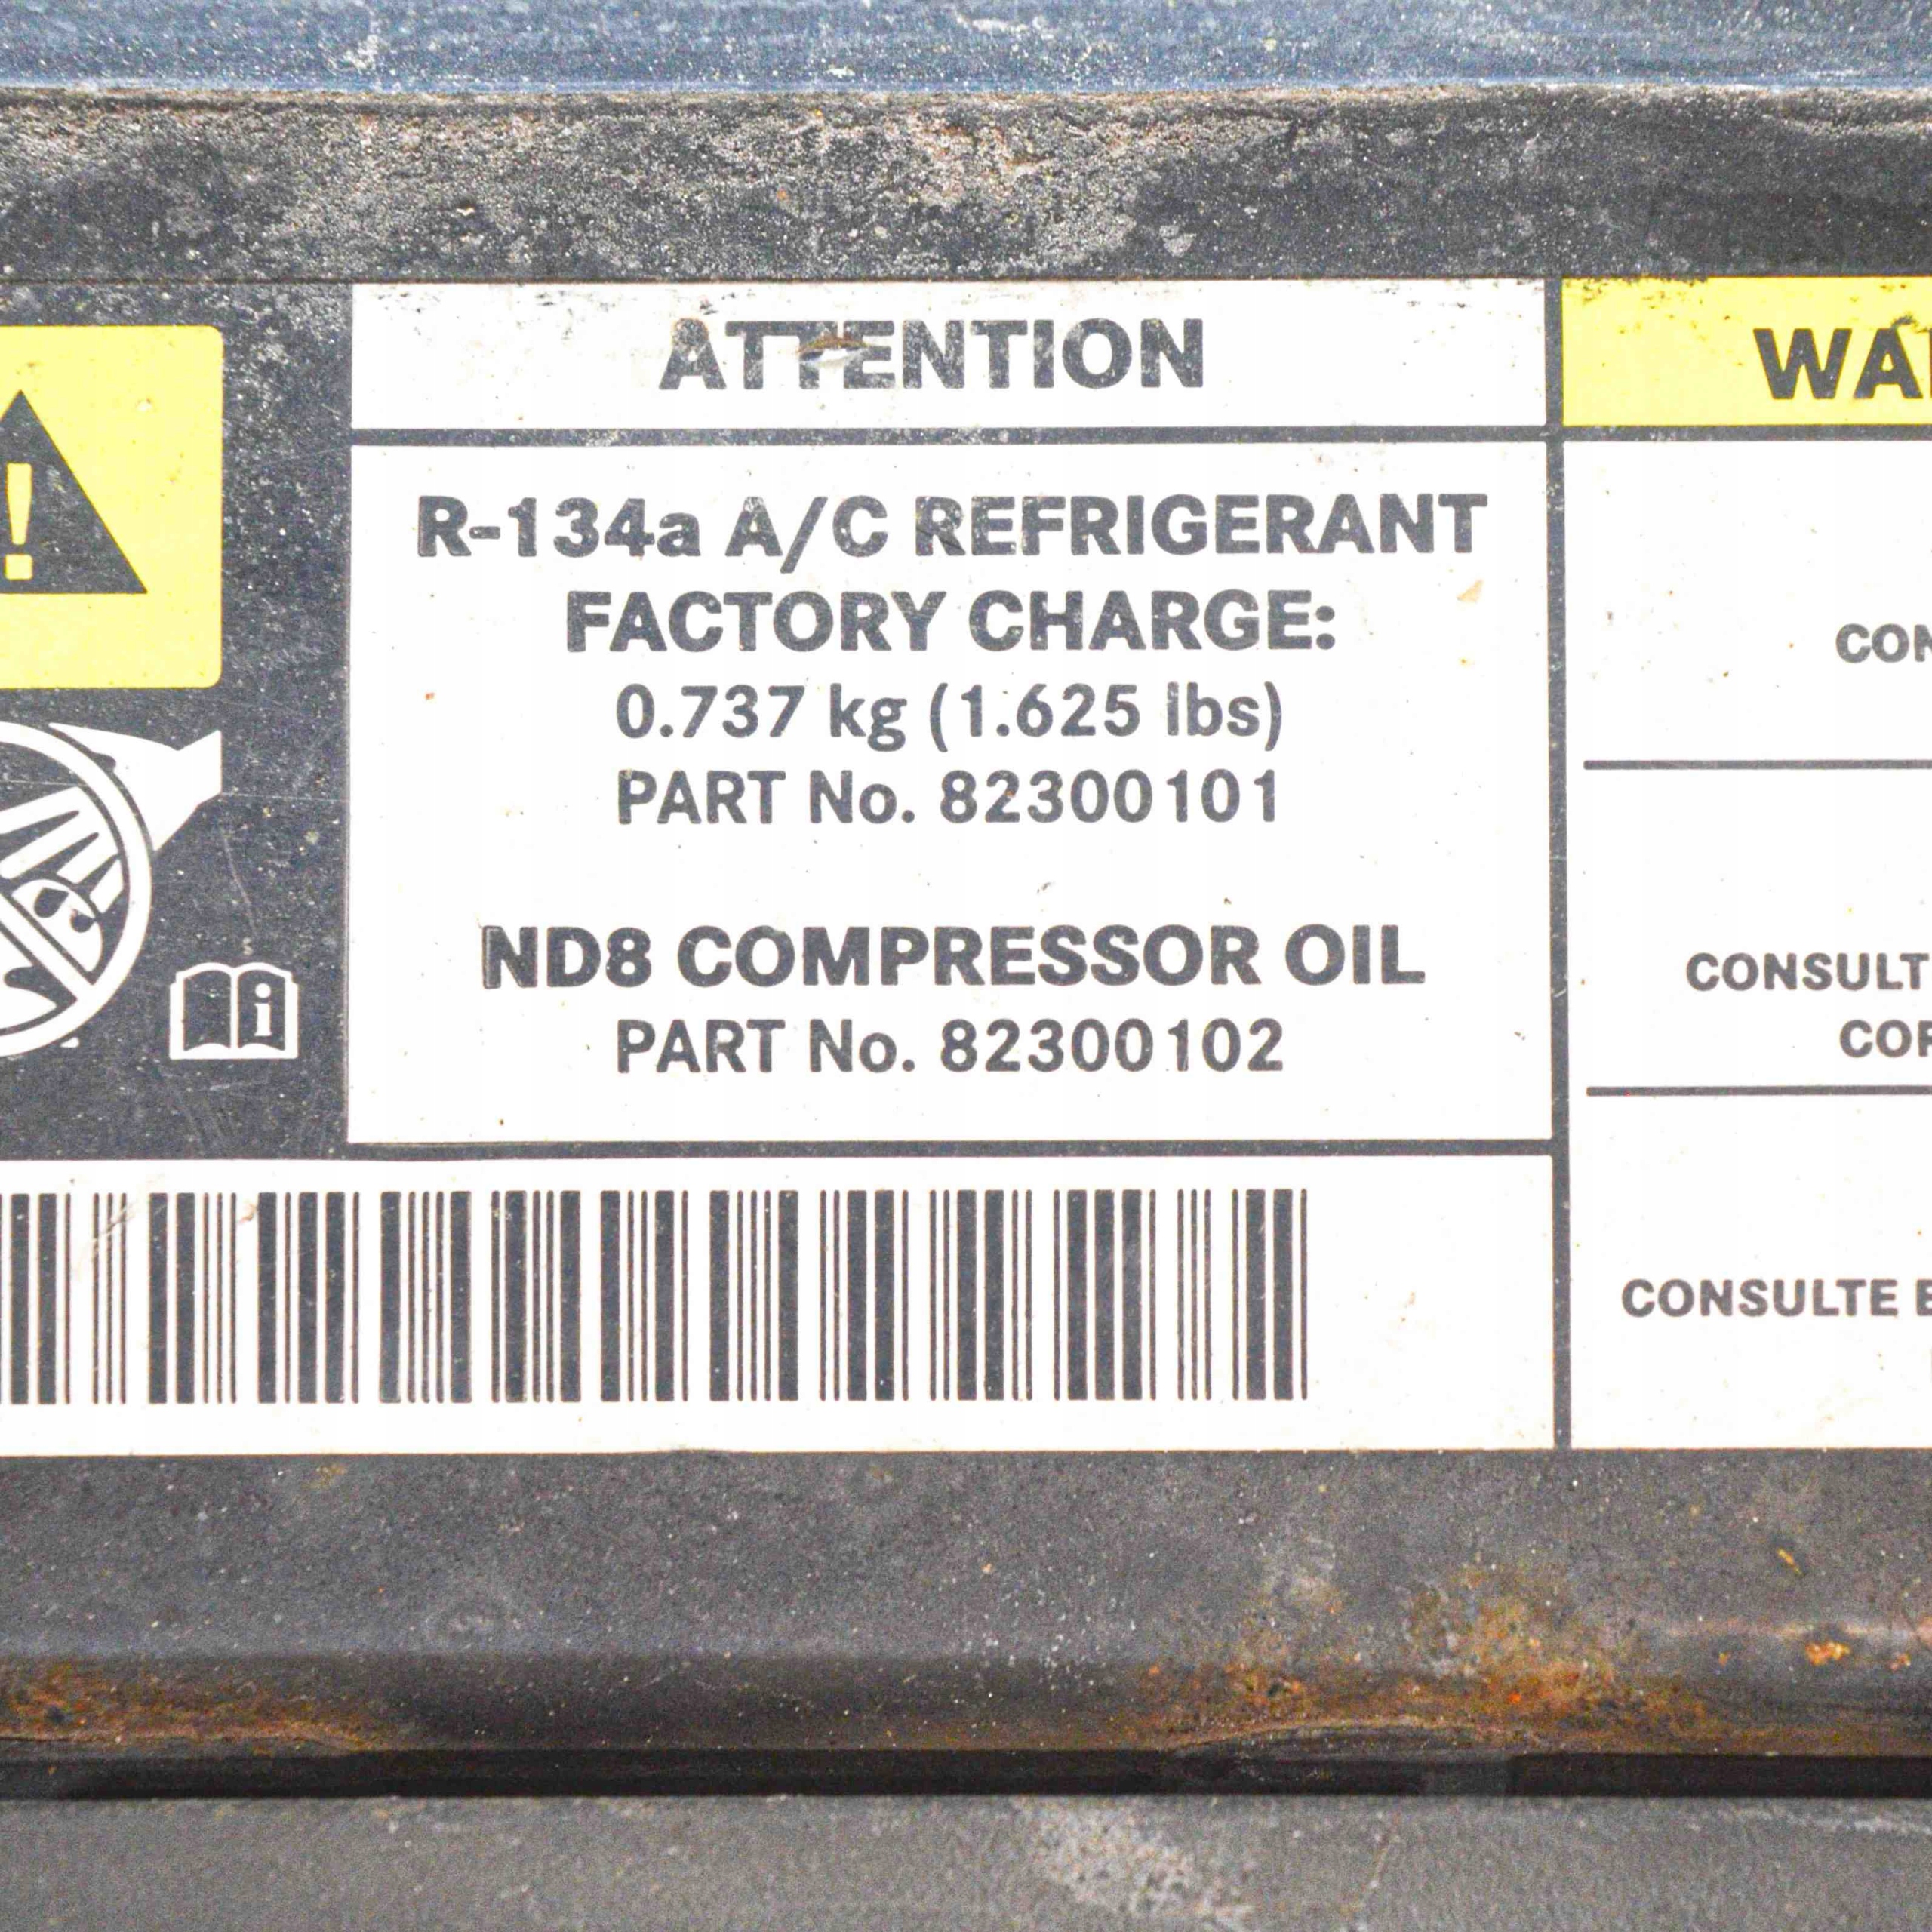 ATTENTION
R-134a A/C REFRIGERANT
FACTORY CHARGE:
0.737 kg (1.625 lbs)
PART No. 82300101
ND8 COMPRESSOR OIL
PART No. 82300102
CONSULT
CONSULTE